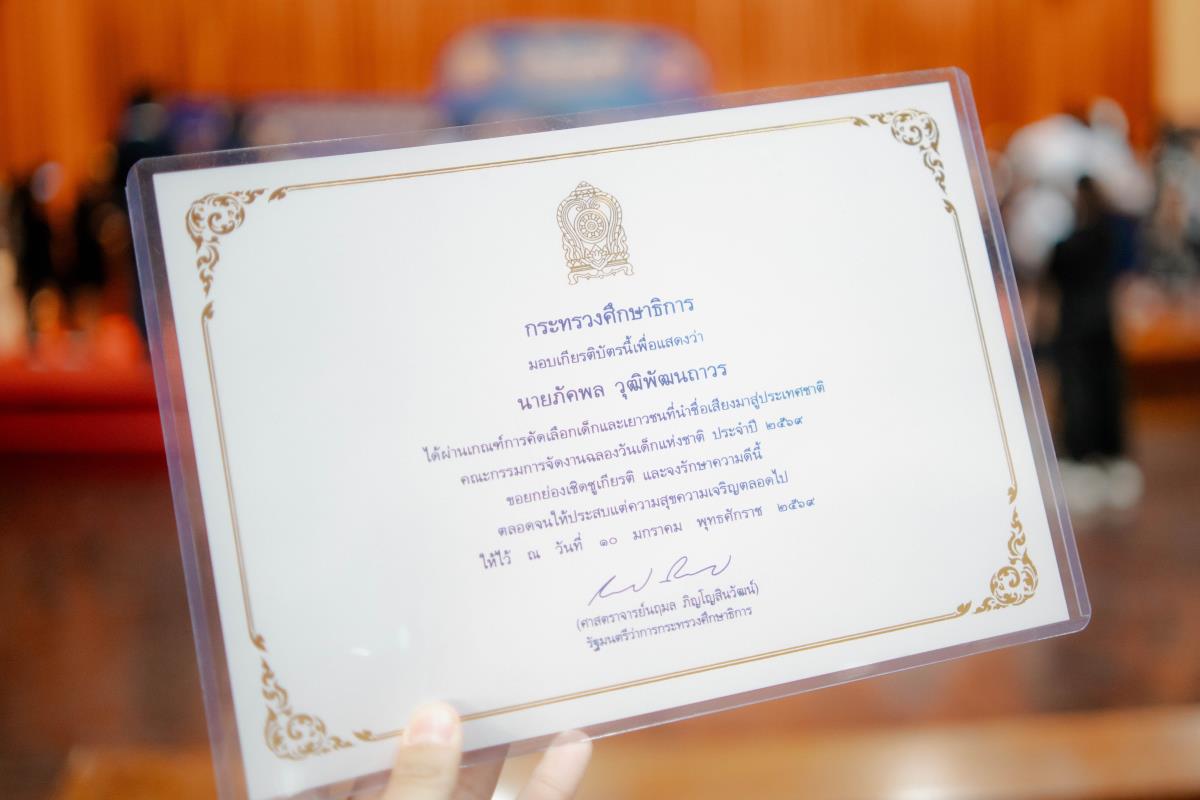 กระทรวงศึกษาธิการ
มอบเกียรติบัตรนี้เพื่อแสดงว่า
นายภัคพล วุฒิพัฒนถาวร
ได้ผ่านเกณฑ์การคัดเลือกเด็กและเยาวชนที่นำชื่อเสียงมาสู่ประเทศชาติ
คณะกรรมการจัดงานฉลองวันเด็กแห่งชาติ ประจำปี ๒๕๖๙
ขอยกย่องเชิดชูเกียรติ และจงรักษาความดีนี้
ตลอดจนให้ประสบแต่ความสุขความเจริญตลอดไป
ให้ไว้ ณ วันที่ ๑๐ มกราคม พุทธศักราช ๒๕๖๙
(ศาสตราจารย์นฤมล ภิญโญสินวัฒน์)
รัฐมนตรีว่าการกระทรวงศึกษาธิการ